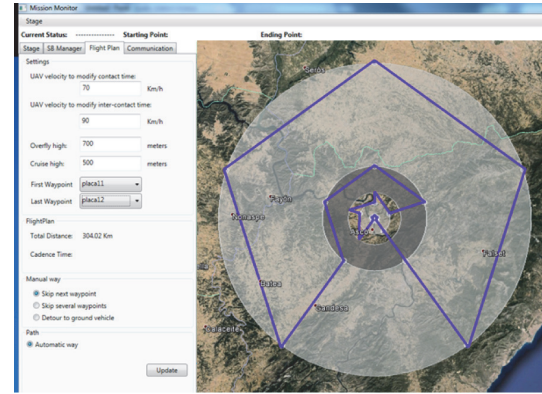 Mission Monitor
Stage
Current Status: --------------- Starting Point: Ending Point:
Stage SB Manager Flight Plan Communication
Settings
UAV velocity to modify contact time:
70 Km/h
UAV velocity to modify inter-contact time:
90 Km/h
Overfly high: 700 meters
Cruise high: 500 meters
First Waypoint placa11
Last Waypoint placa12
FlightPlan
Total Distance: 304.02 Km
Cadence Time:
Manual way
Skip next waypoint
Skip several waypoints
Detour to ground vehicle
Path
Automatic way
Update
Seròs
Fayón
Nonaspe
Ascó
Falset
Batea
Gandesa